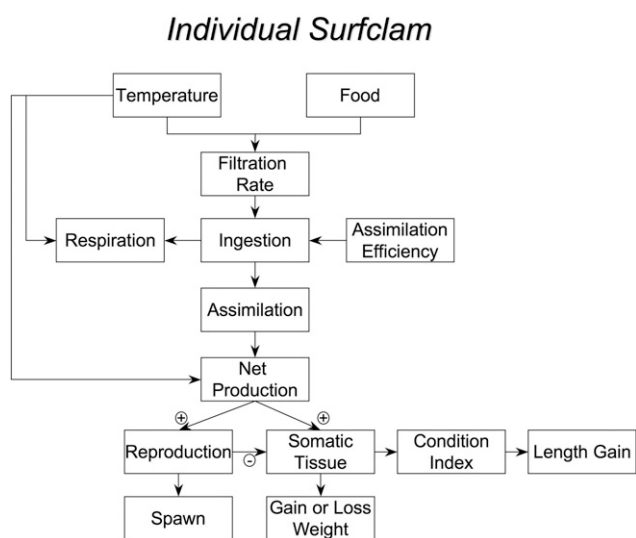 Individual Surfclam
Temperature
Food
Filtration
Rate
Respiration
Ingestion
Assimilation
Efficiency
Assimilation
Net
Production
+
+
Reproduction
-
Somatic
Tissue
Condition
Index
Length Gain
Spawn
Gain or Loss
Weight